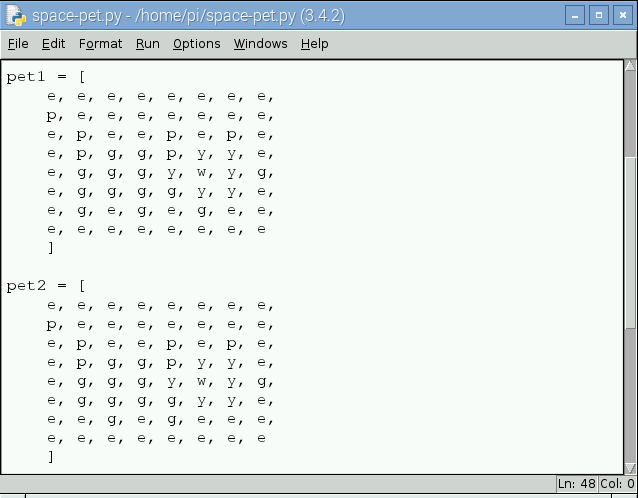 space-pet.py - /home/pi/space-pet.py (3.4.2)
File Edit Format Run Options Windows Help
pet1 = [
e, e, e, e, e, e, e, e,
p, e, e, e, e, e, e, e,
e, p, e, e, p, e, p, e,
e, p, g, g, p, y, y, e,
e, g, g, g, y, w, y, g,
e, g, g, g, g, y, y, e,
e, g, e, g, e, g, e, e,
e, e, e, e, e, e, e, e
]
pet2 = [
e, e, e, e, e, e, e, e,
p, e, e, e, e, e, e, e,
e, p, e, e, p, e, p, e,
e, p, g, g, p, y, y, e,
e, g, g, g, y, w, y, g,
e, g, g, g, g, y, y, e,
e, e, g, e, g, e, e, e,
e, e, e, e, e, e, e, e
]
Ln: 48 Col: 0